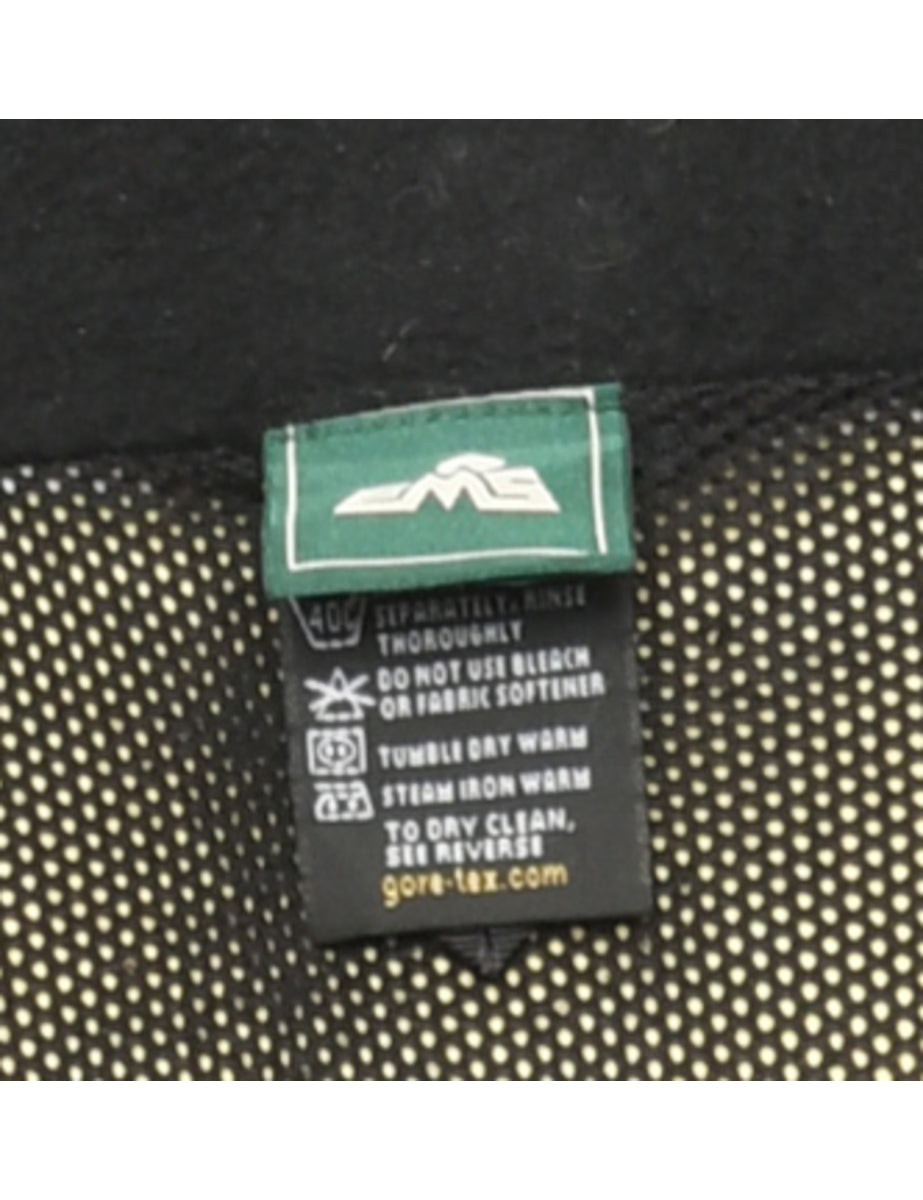 ems
40C
SEPARATELY, RINSE
THOROUGHLY
DO NOT USE BLEACH
OR FABRIC SOFTENER
TUMBLE DRY WARM
STEAM IRON WARM
TO DRY CLEAN,
SEE REVERSE
gore-tex.com